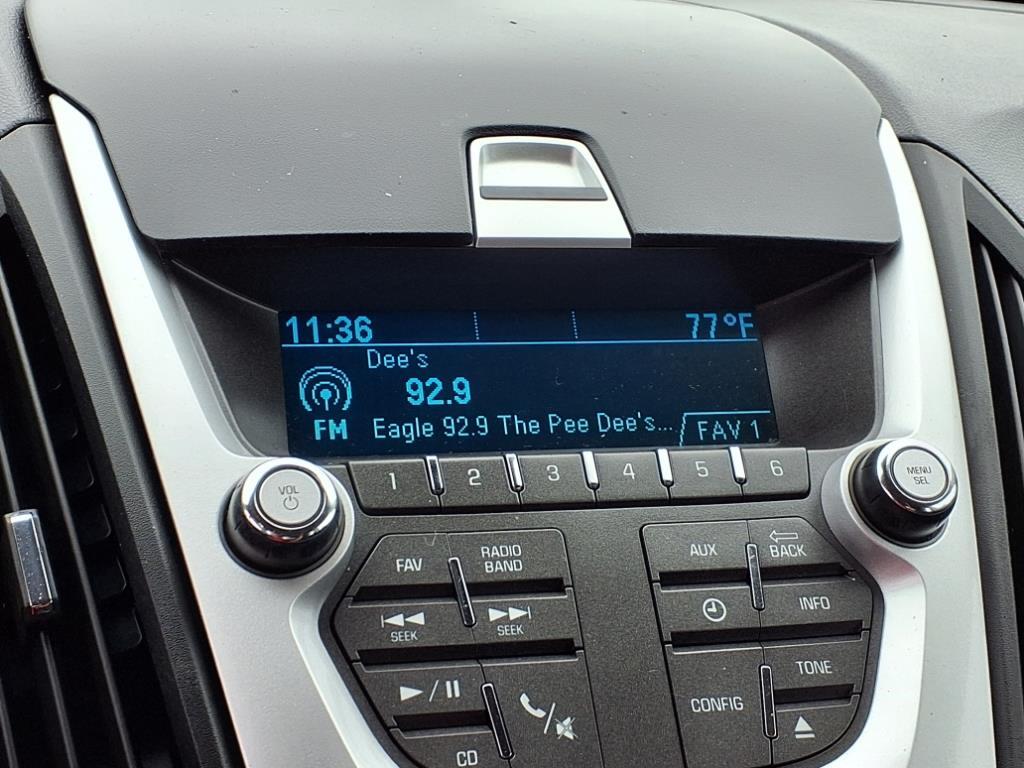 11:36 77°F
Dee's
92.9
FM Eagle 92.9 The Pee Dee's... FAV 1
1 2 3 4 5 6
VOL
MENU
SEL
FAV
RADIO
BAND
AUX
BACK
SEEK
SEEK
INFO
TONE
CONFIG
CD